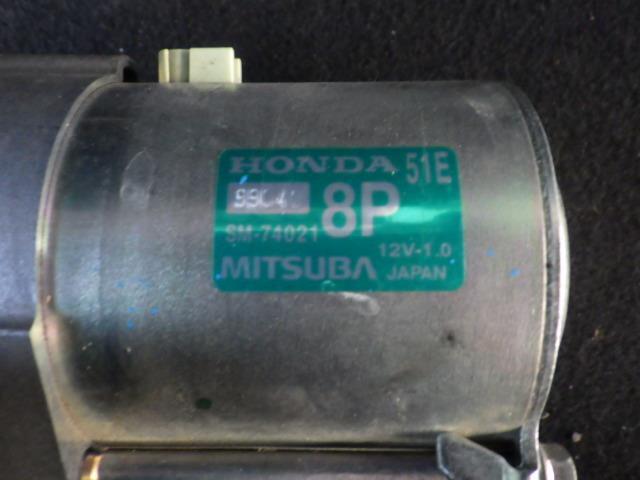 HONDA 51E
8P
SM-74021
12V-1.0
MITSUBA JAPAN